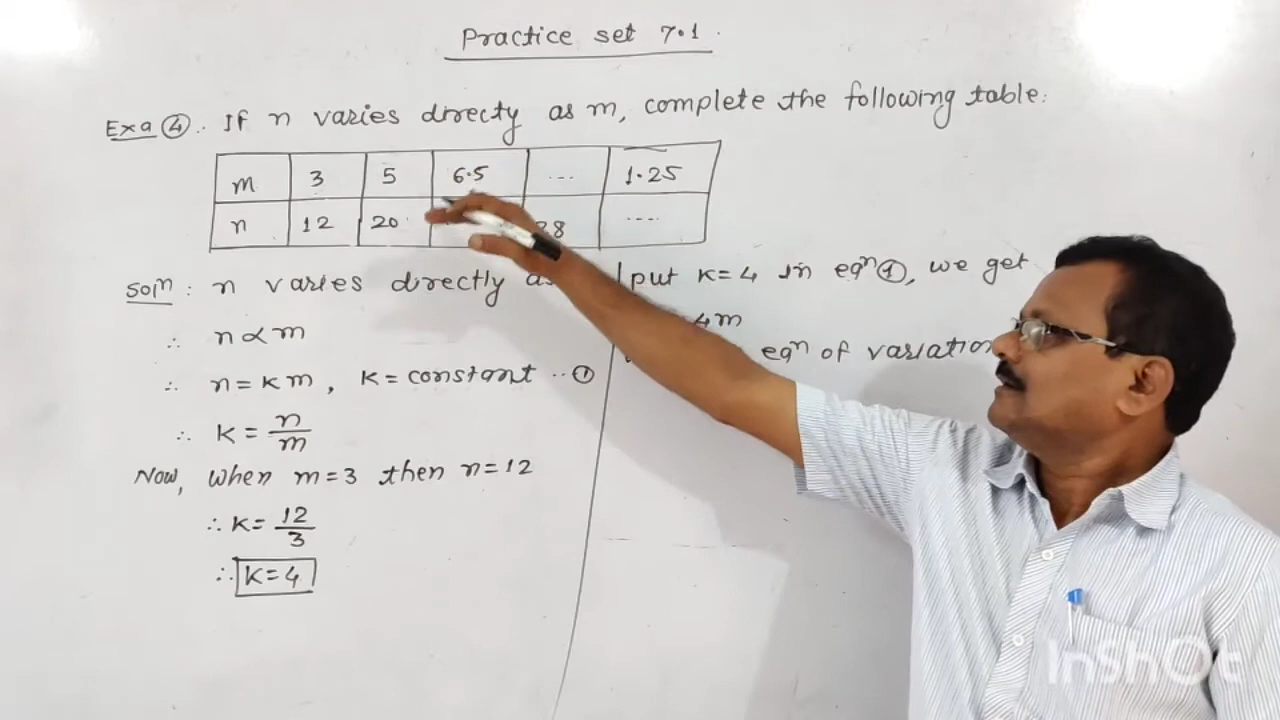 Practice set 7.1
Exa ④.. If n varies directy as m, complete the following table:
m 3 5 6.5 ... 1.25
n 12 20 28 ....
Solⁿ: n varies directly as
∴ n ∝ m
∴ n = km, k = constant ..①
∴ k = n/m
Now, when m = 3 then n = 12
∴ k = 12/3
∴ k = 4
put k = 4 in eqⁿ①, we get
4m
eqⁿ of variation
InShOt